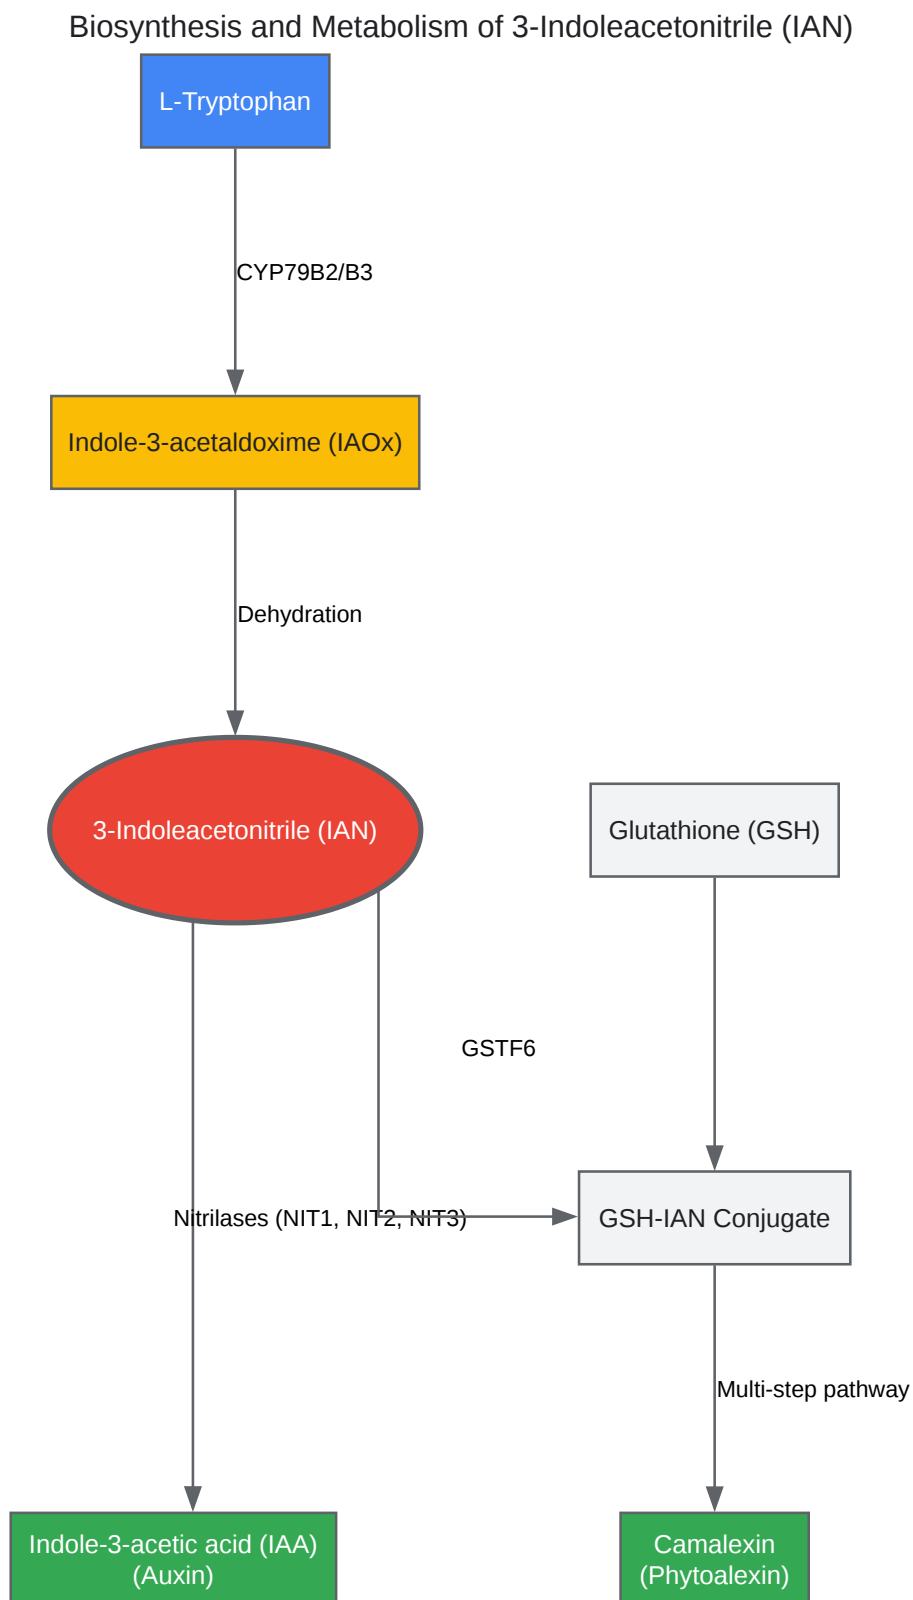 Biosynthesis and Metabolism of 3-Indoleacetonitrile (IAN)
L-Tryptophan
CYP79B2/B3
Indole-3-acetaldoxime (IAOx)
Dehydration
3-Indoleacetonitrile (IAN)
Glutathione (GSH)
GSTF6
Nitrilases (NIT1, NIT2, NIT3)
GSH-IAN Conjugate
Multi-step pathway
Indole-3-acetic acid (IAA)
(Auxin)
Camalexin
(Phytoalexin)